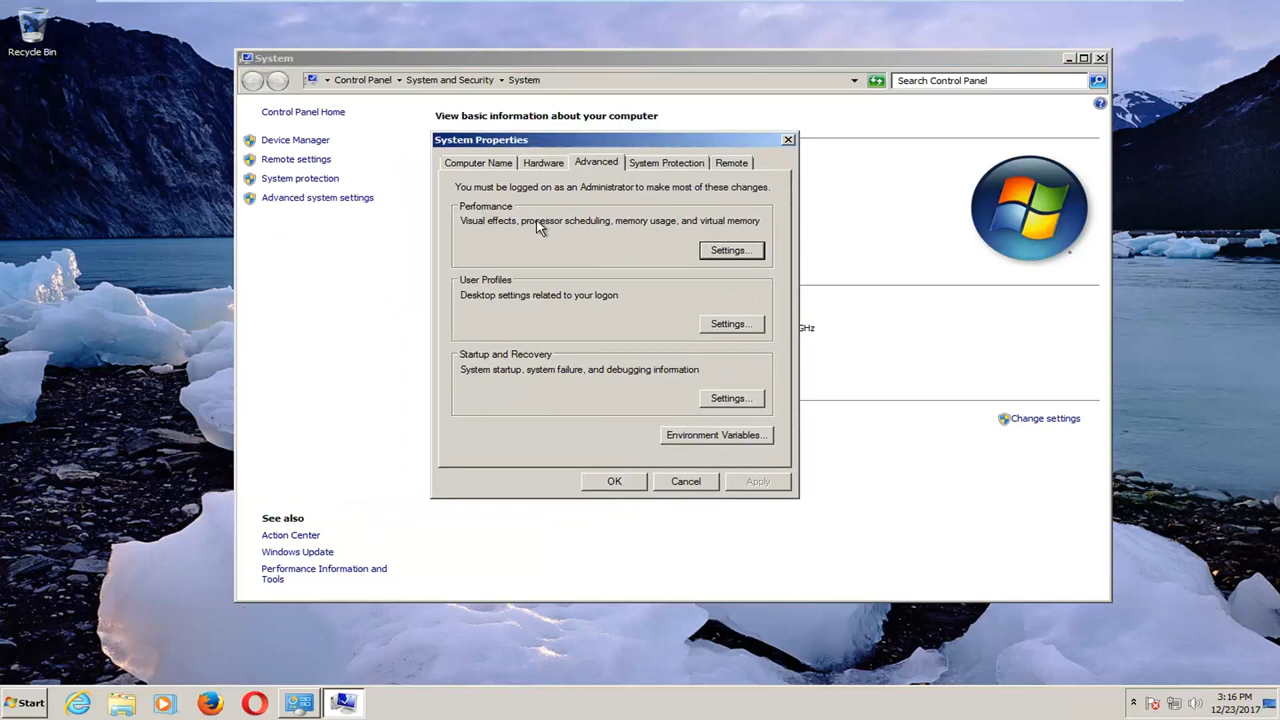 Recycle Bin
System
Control Panel
System and Security
System
Search Control Panel
Control Panel Home
Device Manager
Remote settings
System protection
Advanced system settings
View basic information about your computer
System Properties
Computer Name
Hardware
Advanced
System Protection
Remote
You must be logged on as an Administrator to make most of these changes.
Performance
Visual effects, processor scheduling, memory usage, and virtual memory
Settings...
User Profiles
Desktop settings related to your logon
Settings...
Startup and Recovery
System startup, system failure, and debugging information
Settings...
Environment Variables...
OK
Cancel
Apply
GHz
Change settings
See also
Action Center
Windows Update
Performance Information and
Tools
Start
3:16 PM
12/23/2017